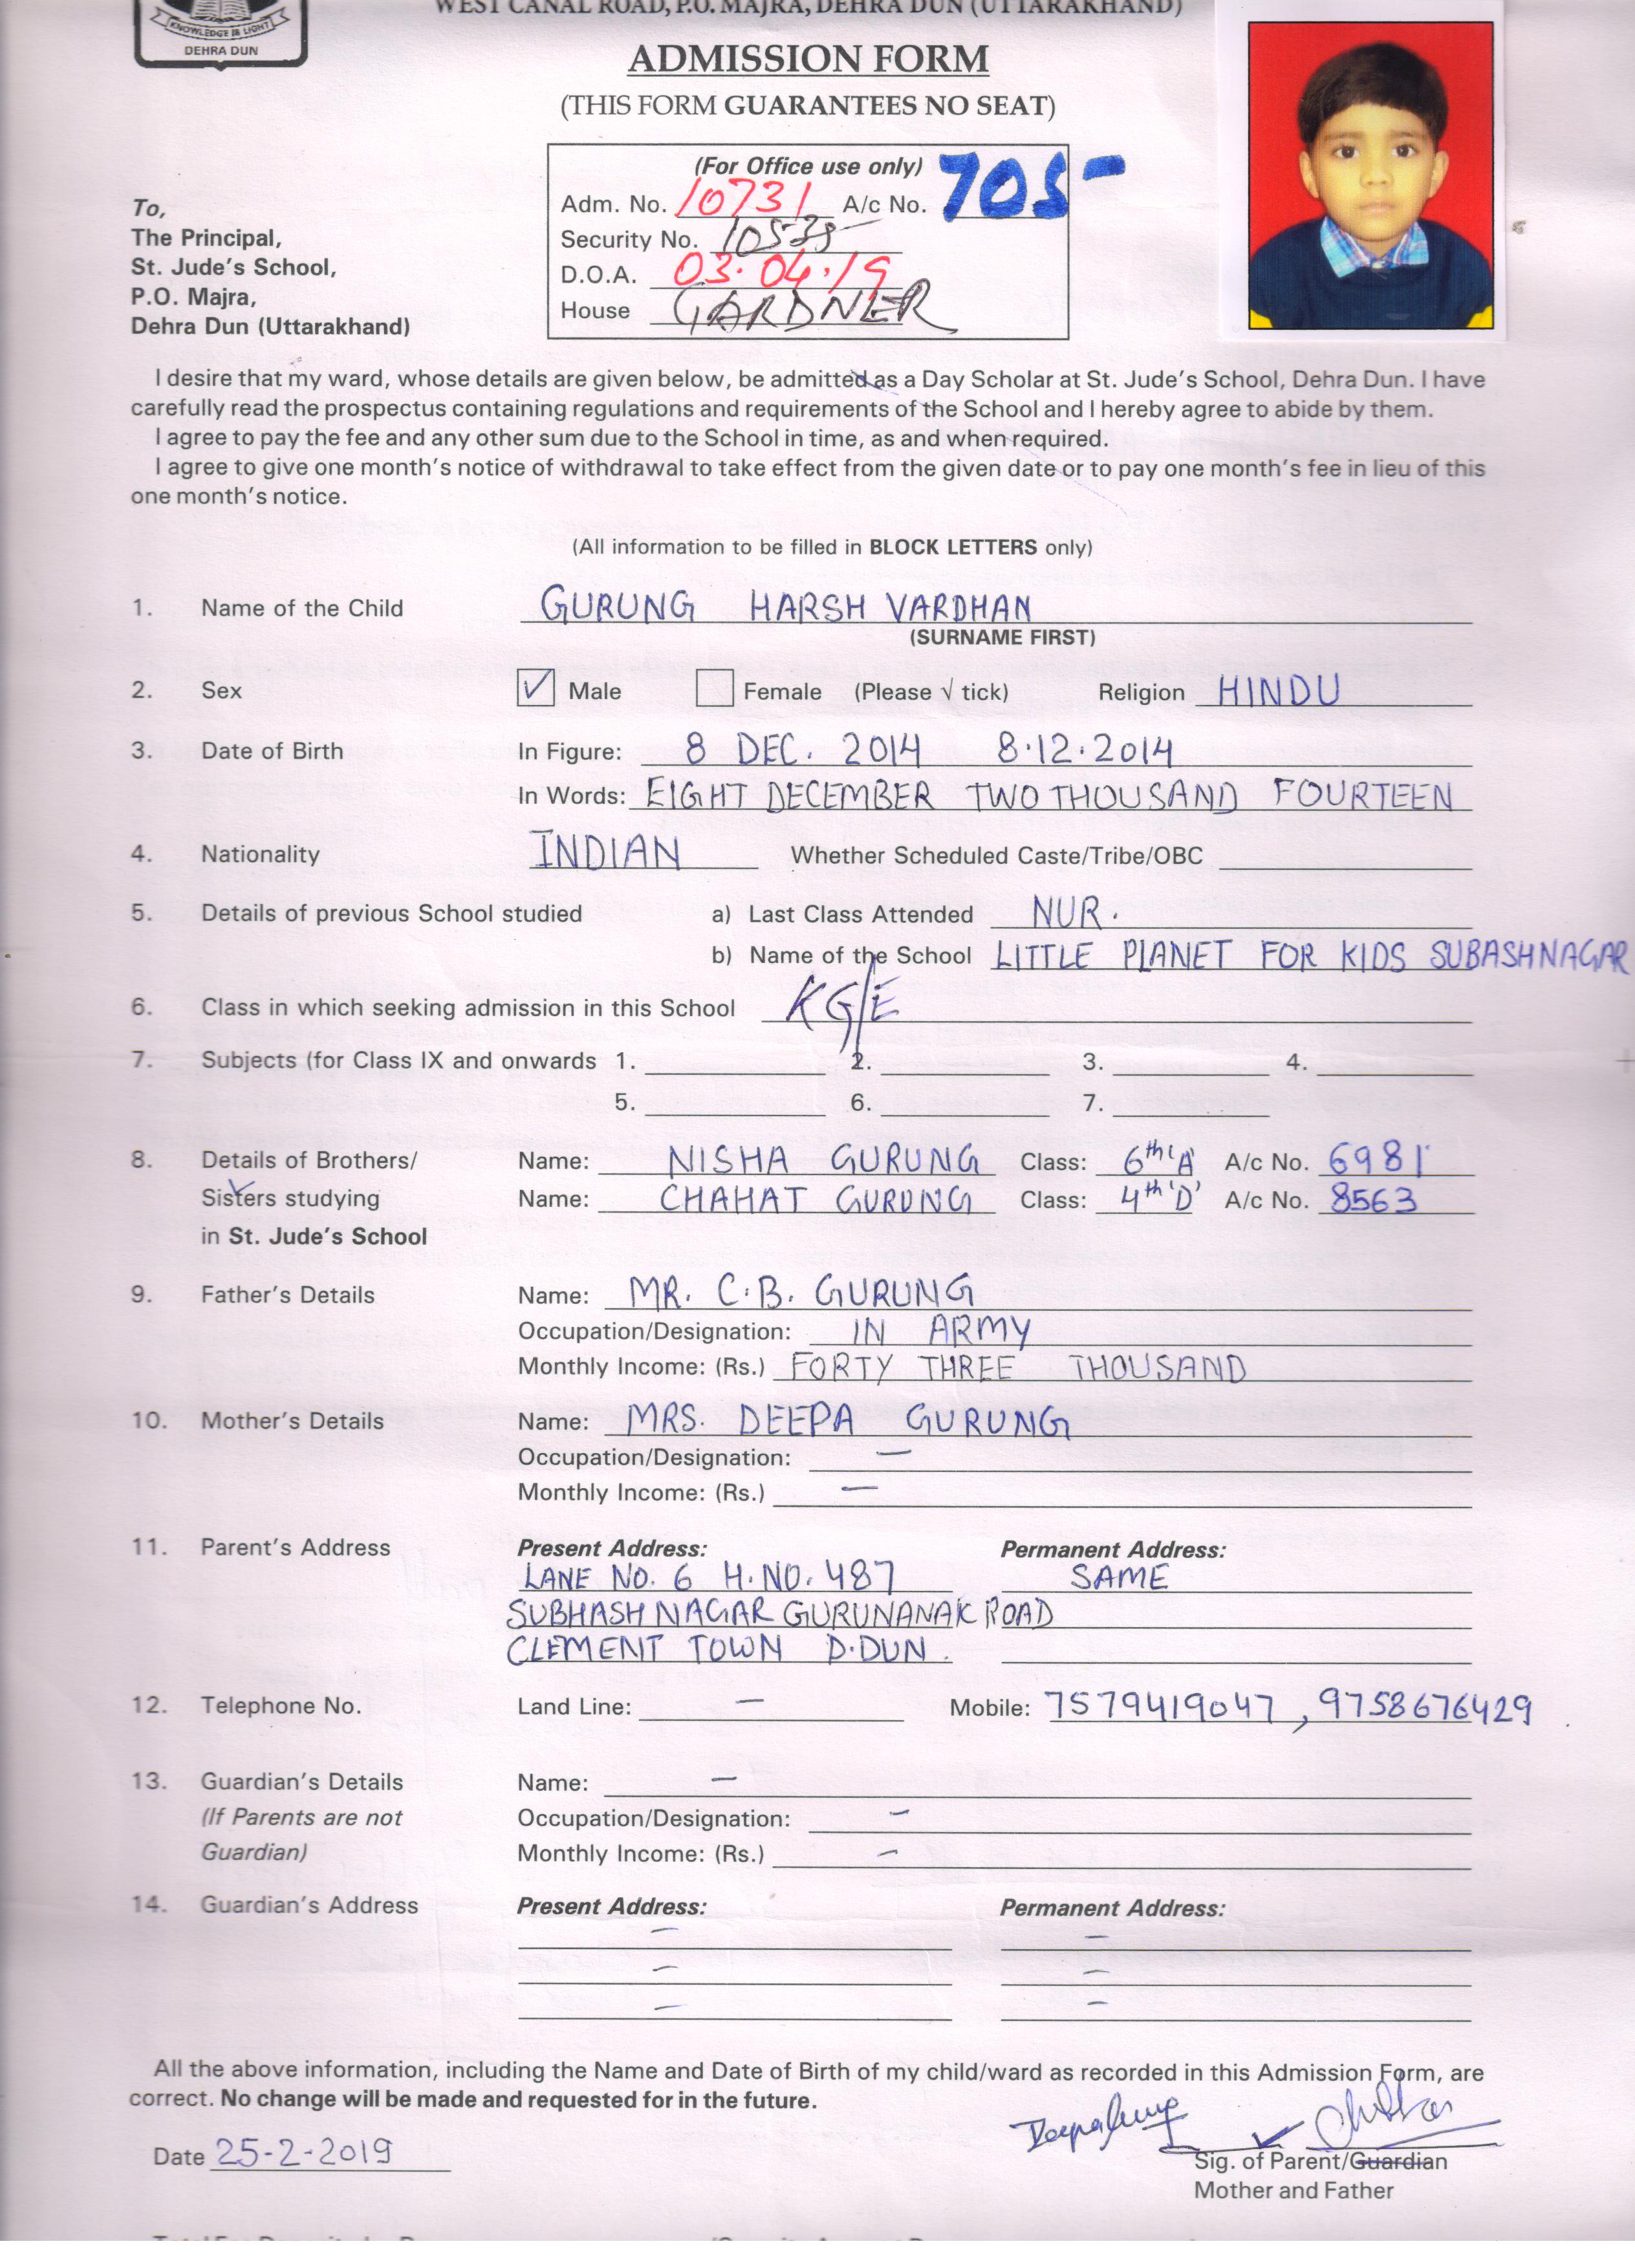 WEST CANAL ROAD, P.O. MAJRA, DEHRA DUN (UTTARAKHAND)
KNOWLEDGE IS LIGHT
DEHRA DUN
ADMISSION FORM
(THIS FORM GUARANTEES NO SEAT)
(For Office use only)
Adm. No. 10731 A/c No. 705-
Security No. 10535
D.O.A. 03.04.19
House GARDNER
To,
The Principal,
St. Jude's School,
P.O. Majra,
Dehra Dun (Uttarakhand)
I desire that my ward, whose details are given below, be admitted as a Day Scholar at St. Jude's School, Dehra Dun. I have
carefully read the prospectus containing regulations and requirements of the School and I hereby agree to abide by them.
I agree to pay the fee and any other sum due to the School in time, as and when required.
I agree to give one month's notice of withdrawal to take effect from the given date or to pay one month's fee in lieu of this
one month's notice.
(All information to be filled in BLOCK LETTERS only)
1. Name of the Child GURUNG HARSH VARDHAN
(SURNAME FIRST)
2. Sex ✓ Male Female (Please √ tick) Religion HINDU
3. Date of Birth In Figure: 8 DEC. 2014 8.12.2014
In Words: EIGHT DECEMBER TWO THOUSAND FOURTEEN
4. Nationality INDIAN Whether Scheduled Caste/Tribe/OBC
5. Details of previous School studied a) Last Class Attended NUR.
b) Name of the School LITTLE PLANET FOR KIDS SUBASHNAGAR
6. Class in which seeking admission in this School KG/E
7. Subjects (for Class IX and onwards 1. 2. 3. 4.
5. 6. 7.
8. Details of Brothers/ Name: NISHA GURUNG Class: 6th 'A' A/c No. 6981
Sisters studying Name: CHAHAT GURUNG Class: 4th 'D' A/c No. 8563
in St. Jude's School
9. Father's Details Name: MR. C.B. GURUNG
Occupation/Designation: IN ARMY
Monthly Income: (Rs.) FORTY THREE THOUSAND
10. Mother's Details Name: MRS. DEEPA GURUNG
Occupation/Designation: —
Monthly Income: (Rs.) —
11. Parent's Address Present Address: Permanent Address:
LANE NO. 6 H.NO. 487 SAME
SUBHASH NAGAR GURUNANAK ROAD
CLEMENT TOWN D.DUN.
12. Telephone No. Land Line: — Mobile: 7579419047, 9758676429
13. Guardian's Details Name: —
(If Parents are not Occupation/Designation: —
Guardian) Monthly Income: (Rs.) —
14. Guardian's Address Present Address: Permanent Address:
— —
— —
— —
All the above information, including the Name and Date of Birth of my child/ward as recorded in this Admission Form, are
correct. No change will be made and requested for in the future.
Date 25-2-2019 Deepa Gurung
Sig. of Parent/Guardian
Mother and Father